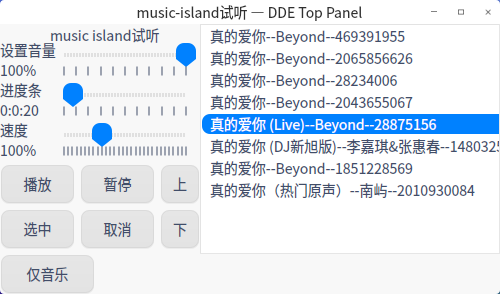 music-island试听 — DDE Top Panel
music-island试听
设置音量
100%
进度条
0:0:20
速度
100%
播放 暂停 上
选中 取消 下
仅音乐
真的爱你--Beyond--469391955
真的爱你--Beyond--2065856626
真的爱你--Beyond--28234006
真的爱你--Beyond--2043655067
真的爱你 (Live)--Beyond--28875156
真的爱你 (DJ新旭版)--李嘉琪&张惠春--1480325
真的爱你--Beyond--1851228569
真的爱你（热门原声）--南屿--2010930084